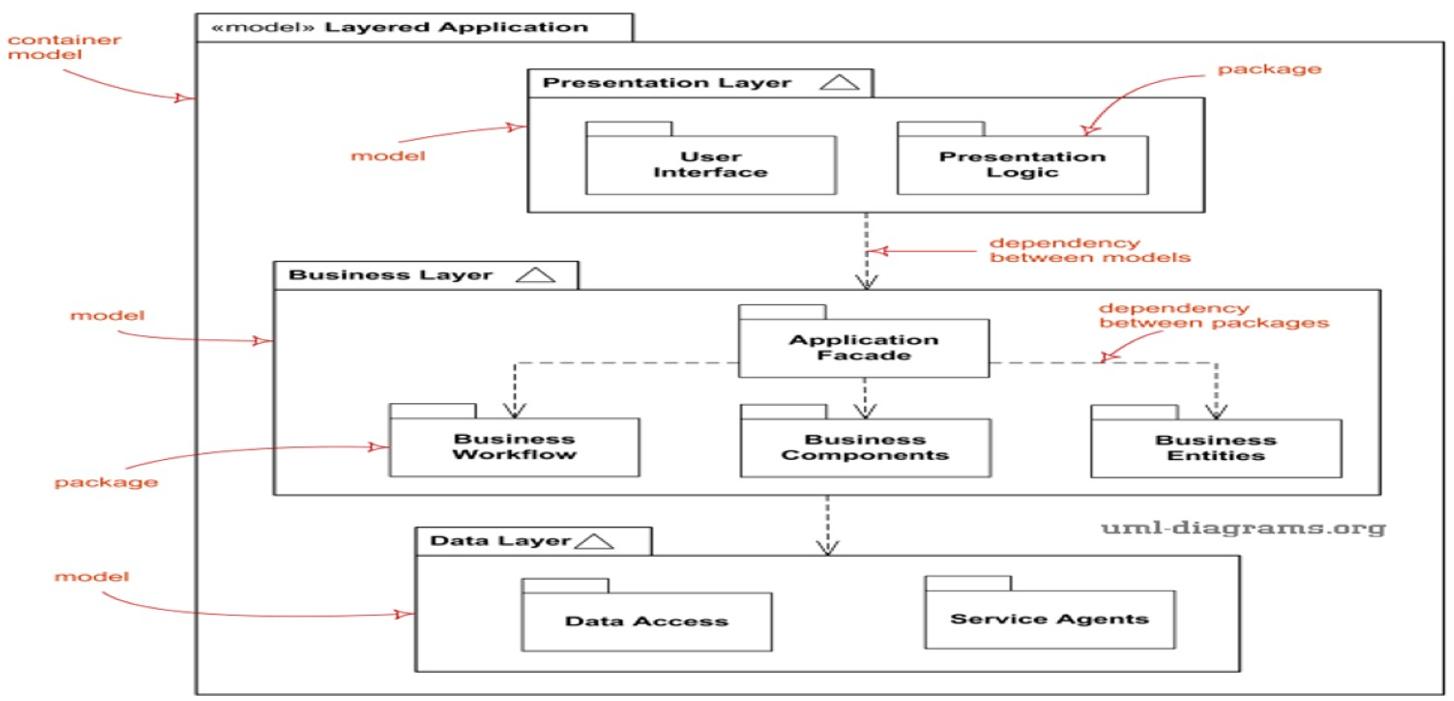 «model» Layered Application
container
model
Presentation Layer
package
model
User
Interface
Presentation
Logic
dependency
between models
Business Layer
model
dependency
between packages
Application
Facade
Business
Workflow
Business
Components
Business
Entities
package
uml-diagrams.org
Data Layer
model
Data Access
Service Agents